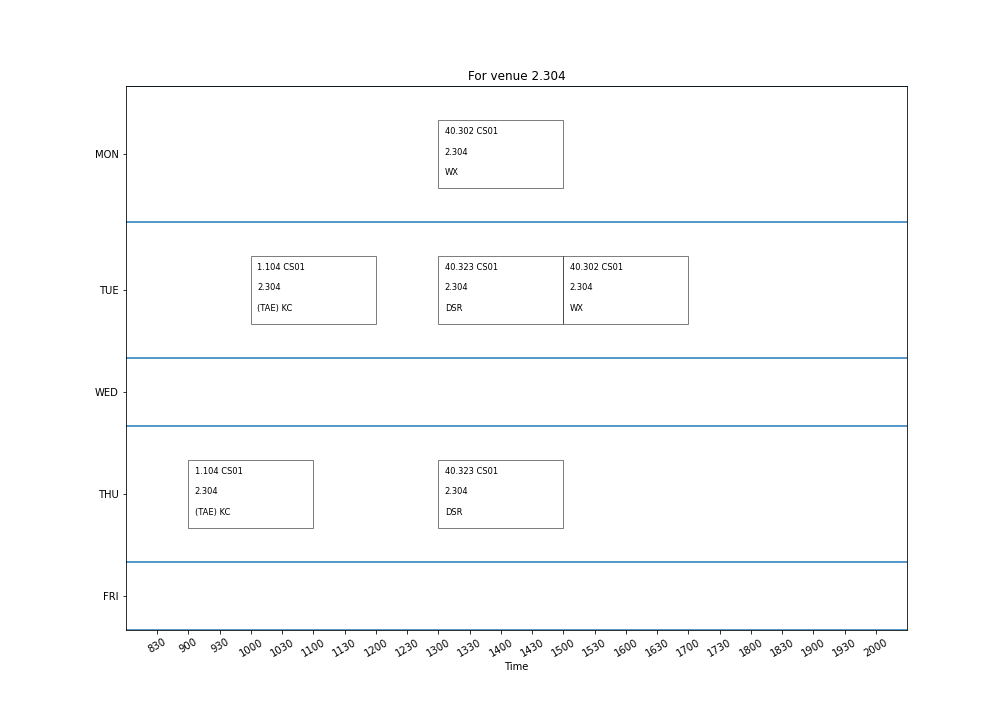 For venue 2.304
MON
40.302 CS01
2.304
WX
TUE
1.104 CS01
2.304
(TAE) KC
40.323 CS01
2.304
DSR
40.302 CS01
2.304
WX
WED
THU
1.104 CS01
2.304
(TAE) KC
40.323 CS01
2.304
DSR
FRI
830 900 930 1000 1030 1100 1130 1200 1230 1300 1330 1400 1430 1500 1530 1600 1630 1700 1730 1800 1830 1900 1930 2000
Time